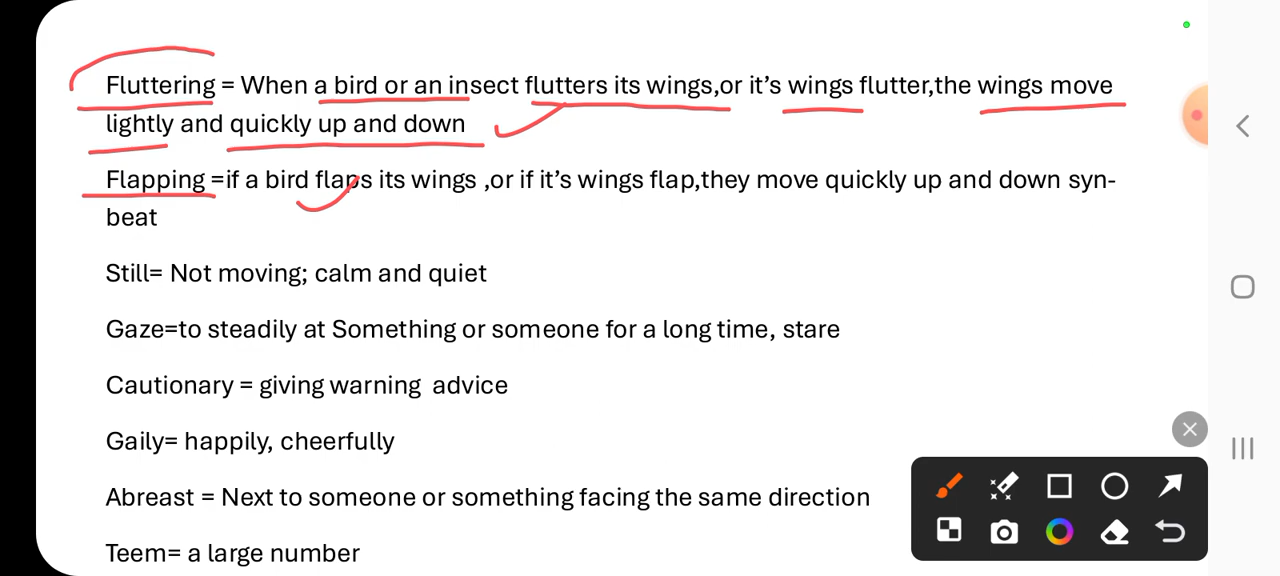 Fluttering = When a bird or an insect flutters its wings,or it’s wings flutter,the wings move
lightly and quickly up and down
Flapping =if a bird flaps its wings ,or if it’s wings flap,they move quickly up and down syn-
beat
Still= Not moving; calm and quiet
Gaze=to steadily at Something or someone for a long time, stare
Cautionary = giving warning  advice
Gaily= happily, cheerfully
Abreast = Next to someone or something facing the same direction
Teem= a large number